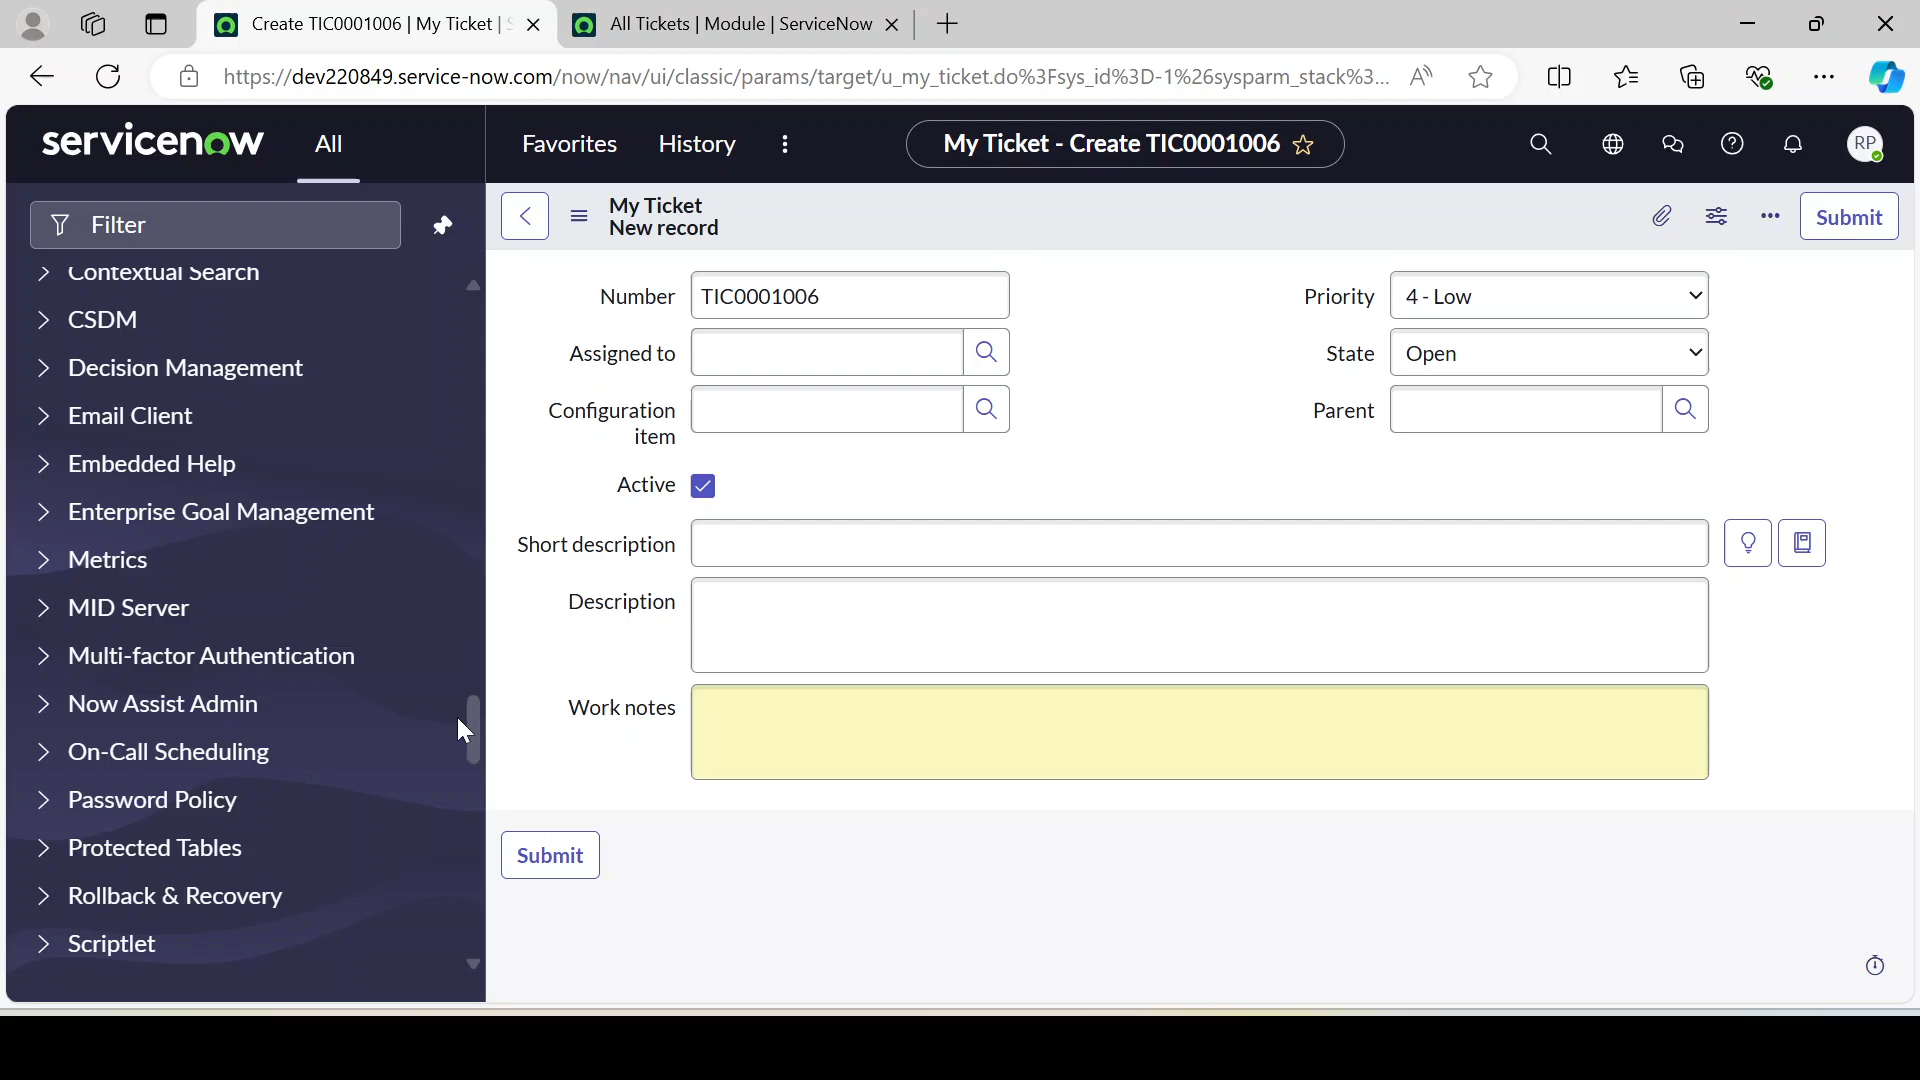 Create TIC0001006 | My Ticket |
All Tickets | Module | ServiceNow
https://dev220849.service-now.com/now/nav/ui/classic/params/target/u_my_ticket.do%3Fsys_id%3D-1%26sysparm_stack%3...
servicenow
All
Favorites
History
My Ticket - Create TIC0001006
RP
Filter
Contextual Search
CSDM
Decision Management
Email Client
Embedded Help
Enterprise Goal Management
Metrics
MID Server
Multi-factor Authentication
Now Assist Admin
On-Call Scheduling
Password Policy
Protected Tables
Rollback & Recovery
Scriptlet
My Ticket
New record
Submit
Number
TIC0001006
Priority
4 - Low
Assigned to
State
Open
Configuration
item
Parent
Active
Short description
Description
Work notes
Submit